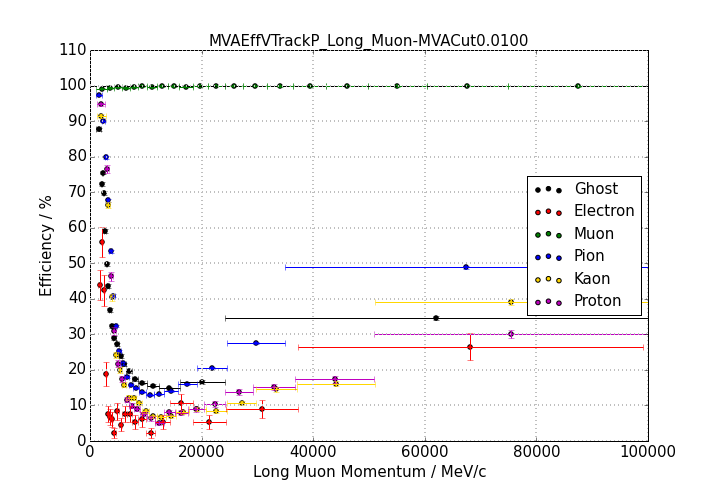 MVAEffVTrackP_Long_Muon-MVACut0.0100
110
100
90
80
70
60
50
40
30
20
10
0
Efficiency / %
Ghost
Electron
Muon
Pion
Kaon
Proton
0 20000 40000 60000 80000 100000
Long Muon Momentum / MeV/c